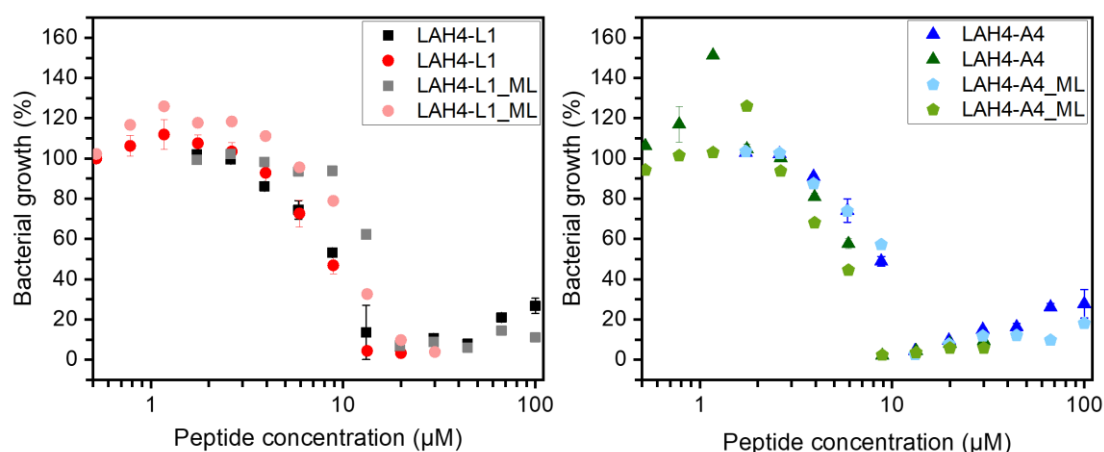 160
140
120
100
80
60
40
20
0
Bacterial growth (%)
LAH4-L1
LAH4-L1
LAH4-L1_ML
LAH4-L1_ML
1
10
100
Peptide concentration (µM)
160
140
120
100
80
60
40
20
0
Bacterial growth (%)
LAH4-A4
LAH4-A4
LAH4-A4_ML
LAH4-A4_ML
1
10
100
Peptide concentration (µM)